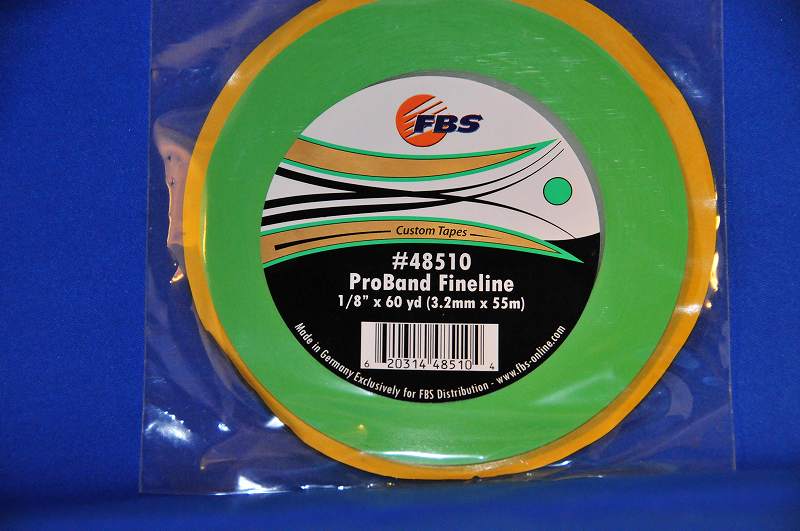 FBS
Custom Tapes
#48510
ProBand Fineline
1/8" x 60 yd (3.2mm x 55m)
6 20314 48510 4
Made in Germany Exclusively for FBS Distribution - www.fbs-online.com